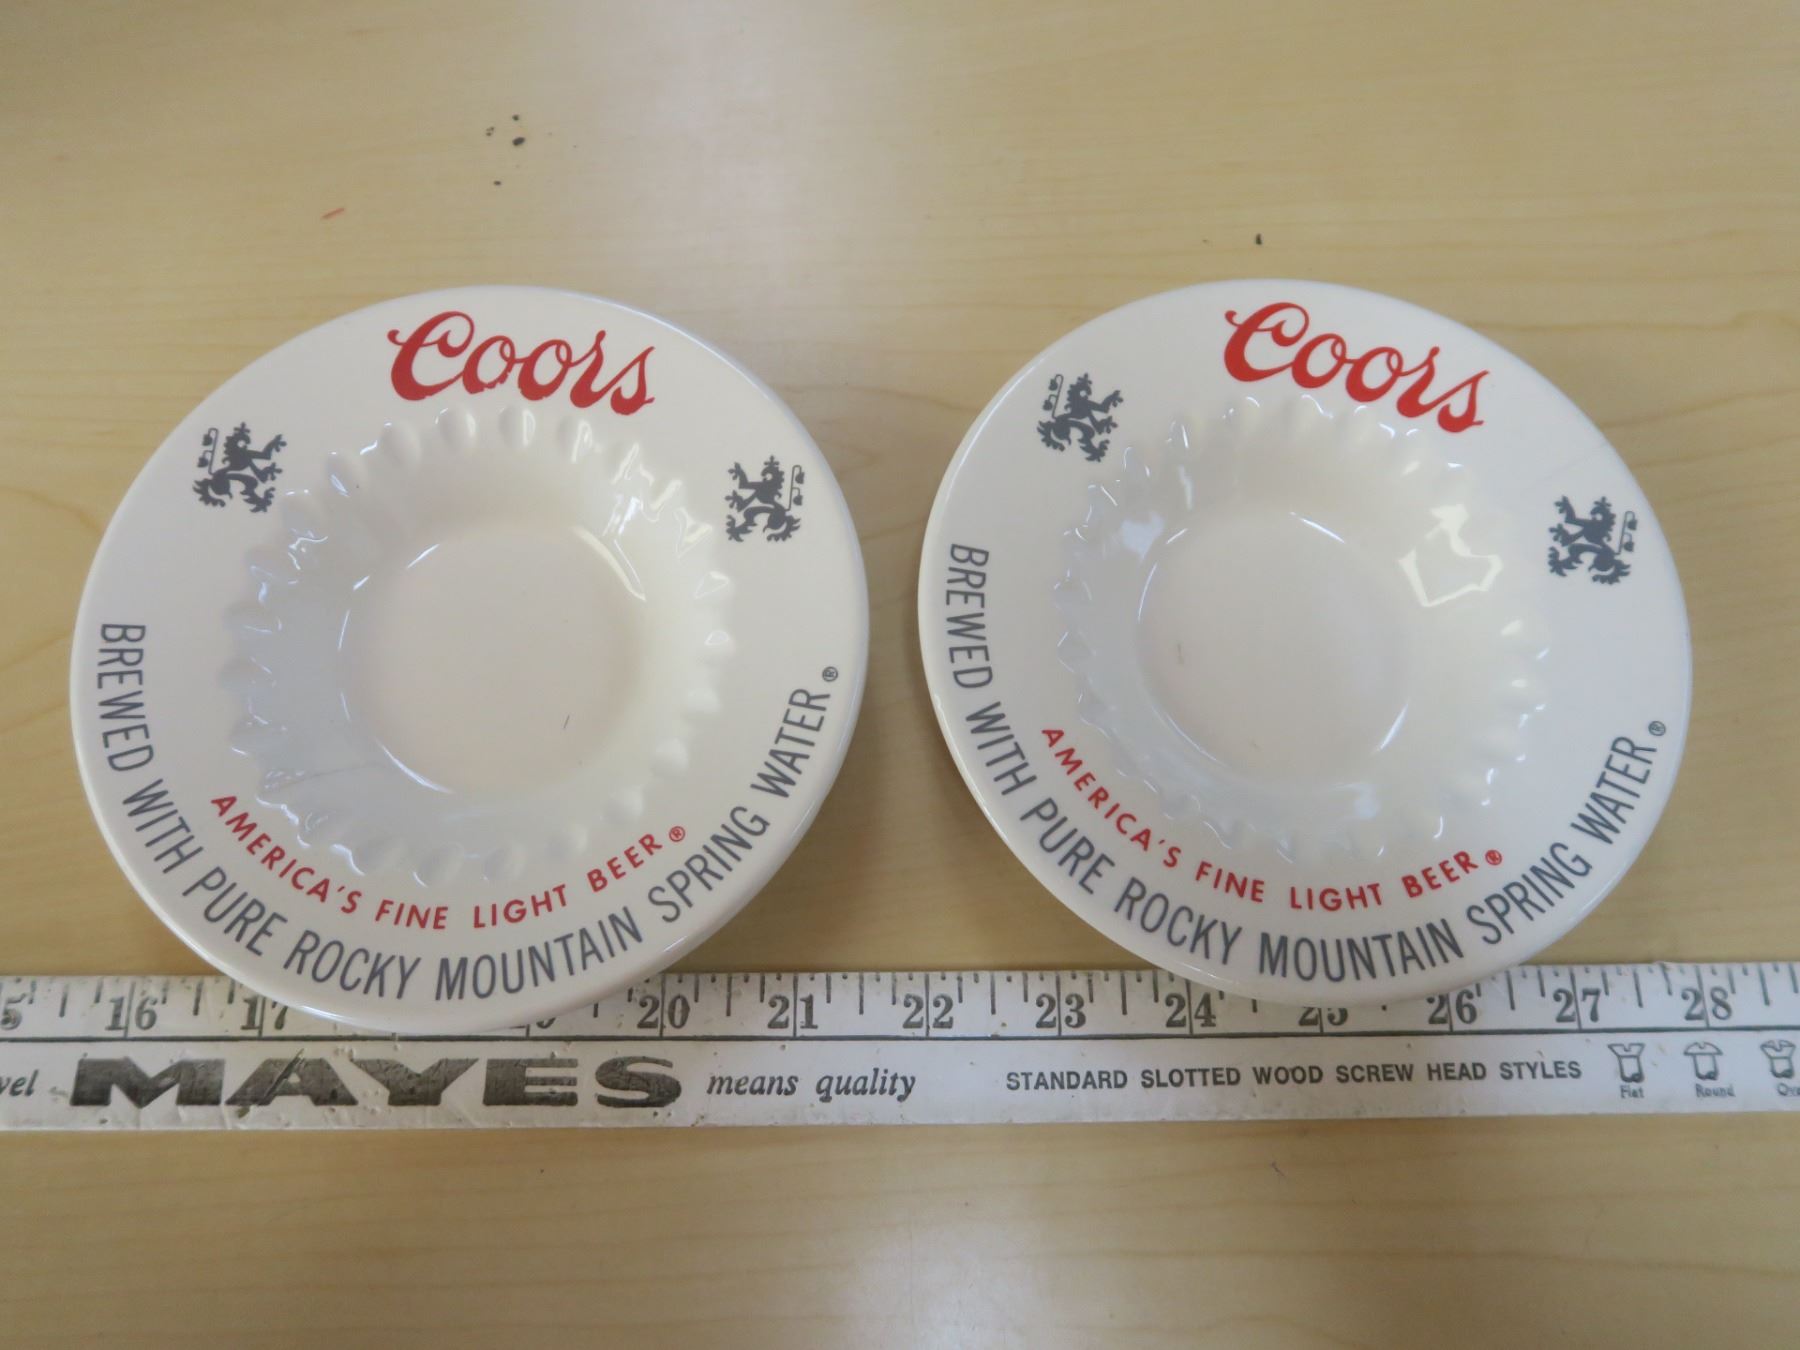 Coors
AMERICA'S FINE LIGHT BEER®
BREWED WITH PURE ROCKY MOUNTAIN SPRING WATER®
Coors
AMERICA'S FINE LIGHT BEER®
BREWED WITH PURE ROCKY MOUNTAIN SPRING WATER®
16 17 20 21 22 23 24 25 26 27 28
MAYES means quality STANDARD SLOTTED WOOD SCREW HEAD STYLES
Flat Round